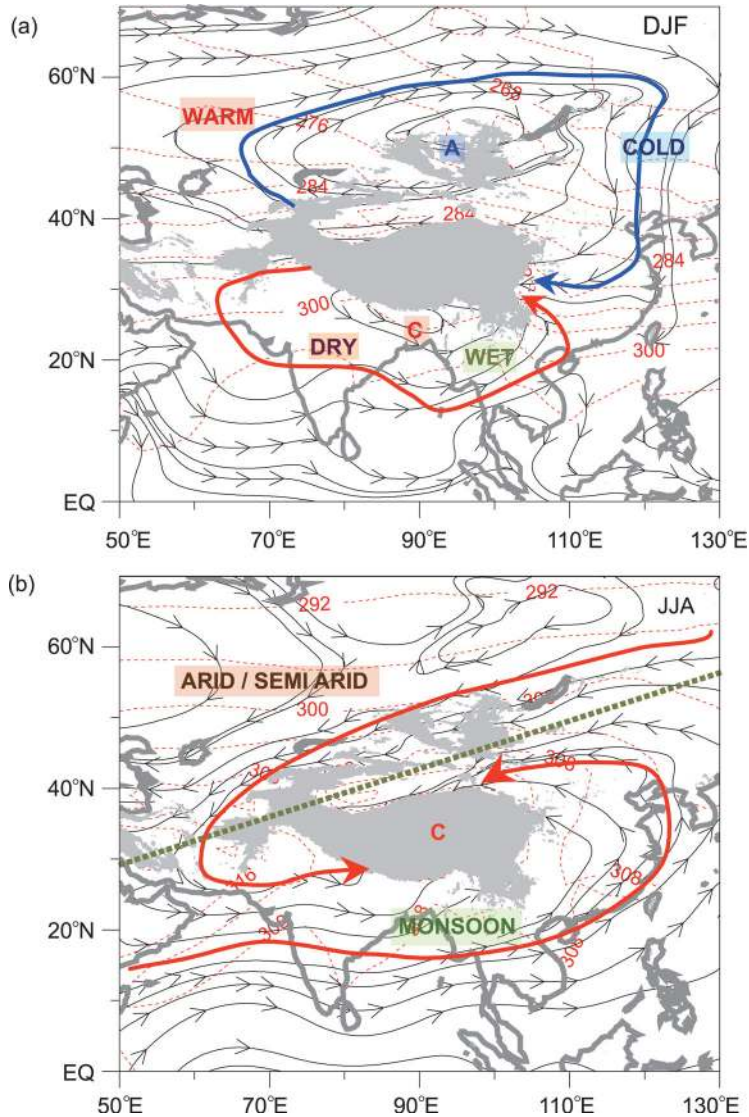 (a)
DJF
60°N
268
WARM
276
A
COLD
284
40°N
284
284
300
C
DRY
WET
20°N
300
EQ
50°E 70°E 90°E 110°E 130°E
(b)
292
292
JJA
60°N
ARID / SEMI ARID
300
40°N
C
308
20°N
MONSOON
EQ
50°E 70°E 90°E 110°E 130°E